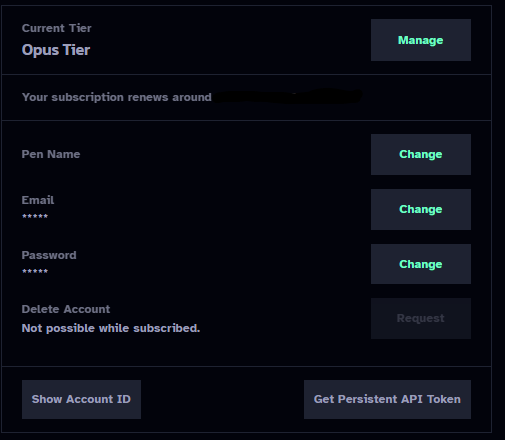 Current Tier
Opus Tier
Manage
Your subscription renews around
Pen Name
Change
Email
*****
Change
Password
*****
Change
Delete Account
Not possible while subscribed.
Request
Show Account ID
Get Persistent API Token